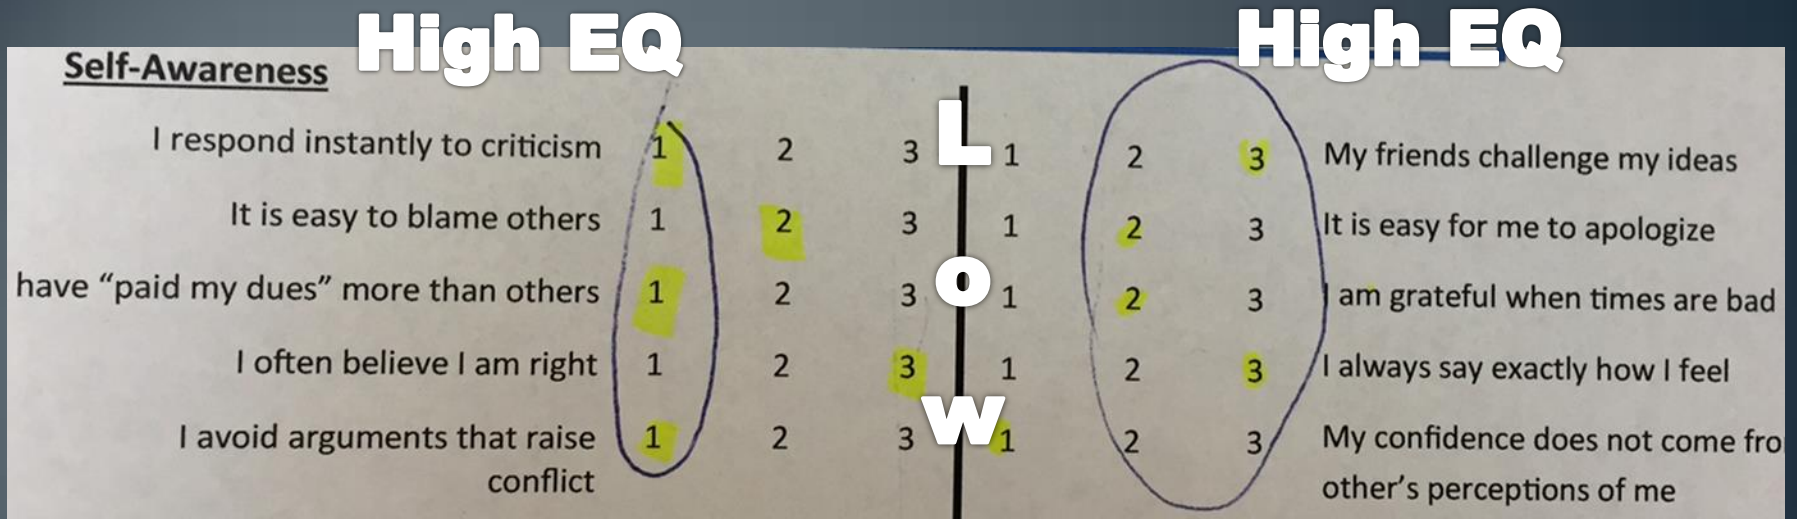 High EQ High EQ
Self-Awareness
I respond instantly to criticism 1 2 3 L 1 2 3 My friends challenge my ideas
It is easy to blame others 1 2 3 1 2 3 It is easy for me to apologize
have “paid my dues” more than others 1 2 3 o 1 2 3 I am grateful when times are bad
I often believe I am right 1 2 3 1 2 3 I always say exactly how I feel
I avoid arguments that raise 1 2 3 w 1 2 3 My confidence does not come fro
conflict other’s perceptions of me